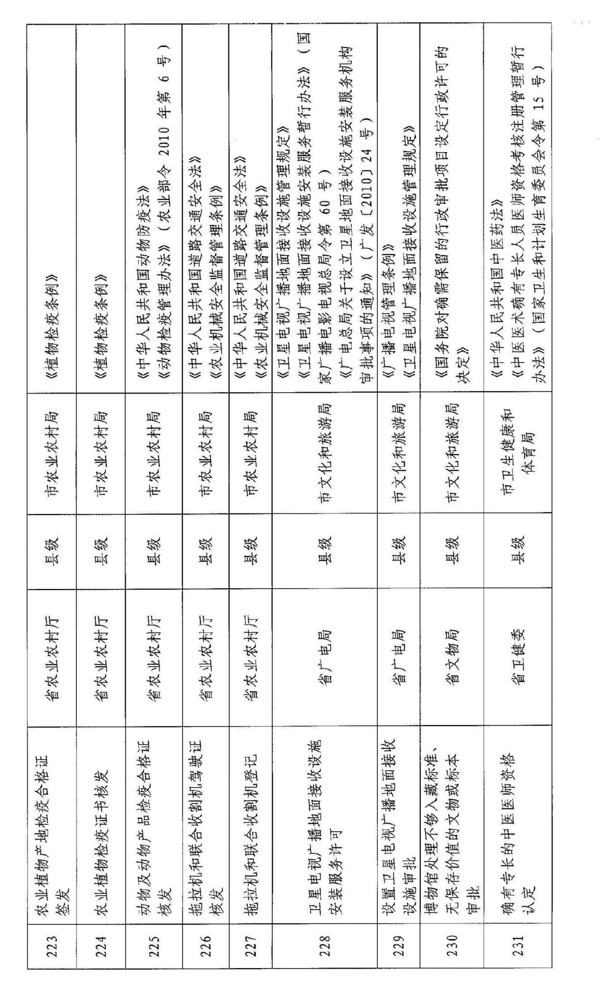 223
农业植物产地检疫合格证
签发
省农业农村厅
县级
市农业农村局
《植物检疫条例》
224
农业植物检疫证书核发
省农业农村厅
县级
市农业农村局
《植物检疫条例》
225
动物及动物产品检疫合格证
核发
省农业农村厅
县级
市农业农村局
《中华人民共和国动物防疫法》
《动物检疫管理办法》（农业部令 2010 年第 6 号）
226
拖拉机和联合收割机驾驶证
核发
省农业农村厅
县级
市农业农村局
《中华人民共和国道路交通安全法》
《农业机械安全监督管理条例》
227
拖拉机和联合收割机登记
省农业农村厅
县级
市农业农村局
《中华人民共和国道路交通安全法》
《农业机械安全监督管理条例》
228
卫星电视广播地面接收设施
安装服务许可
省广电局
县级
市文化和旅游局
《卫星电视广播地面接收设施管理规定》
《卫星电视广播地面接收设施安装服务暂行办法》（国
家广播电影电视总局令第 60 号）
《广电总局关于设立卫星地面接收设施安装服务机构
审批事项的通知》（广发〔2010〕24 号）
229
设置卫星电视广播地面接收
设施审批
省广电局
县级
市文化和旅游局
《广播电视管理条例》
《卫星电视广播地面接收设施管理规定》
230
博物馆处理不够入藏标准、
无保存价值的文物或标本
审批
省文物局
县级
市文化和旅游局
《国务院对确需保留的行政审批项目设定行政许可的
决定》
231
确有专长的中医医师资格
认定
省卫健委
县级
市卫生健康和
体育局
《中华人民共和国中医药法》
《中医医术确有专长人员医师资格考核注册管理暂行
办法》（国家卫生和计划生育委员会令第 15 号）